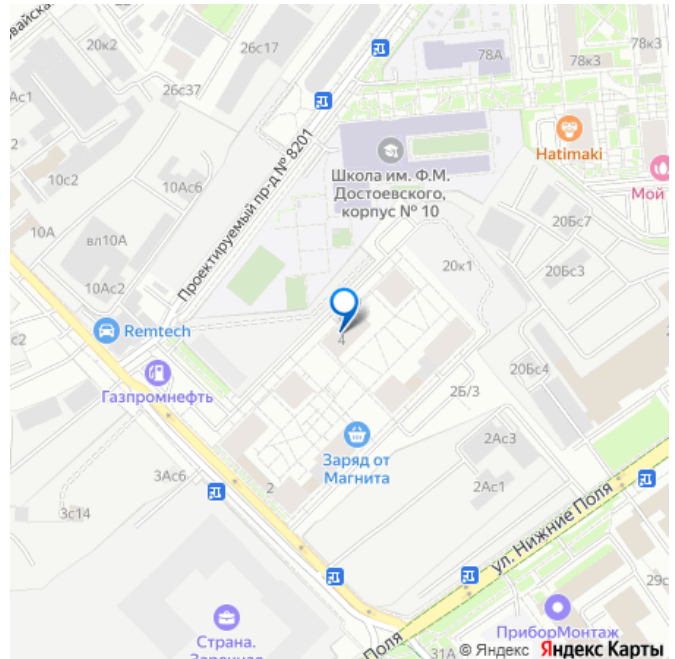 20к2
26с17
26с37
Ас1
78А
78к3
78к3
Hatimaki
Мой
Школа им. Ф.М.
Достоевского,
корпус № 10
Проектируемый пр-д № 8201
10с2
10Ас6
10А
вл10А
10Ас2
с2
20Бс7
20к1
20Бс3
Remtech
4
Газпромнефть
20Бс4
2Б/3
Заряд от
Магнита
2Ас3
2Ас1
3Ас6
2
3с14
ул. Нижние Поля
29с
Страна.
ПриборМонтаж
Поля
31А
© Яндекс Яндекс Карты